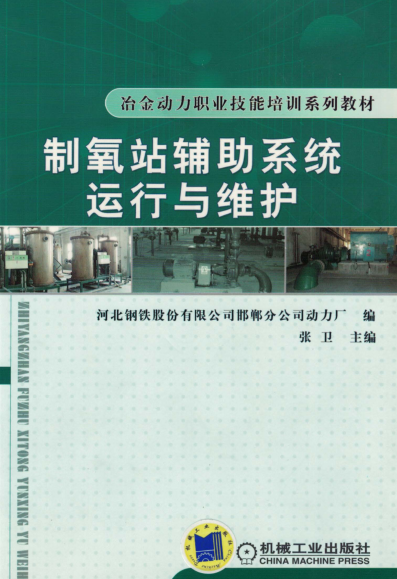 冶金动力职业技能培训系列教材
制氧站辅助系统
运行与维护
河北钢铁股份有限公司邯郸分公司动力厂 编
张 卫 主编
ZHIYANGZHAN FUZHU XITONG YUNXING YU WEIH
机械工业出版社
CHINA MACHINE PRESS